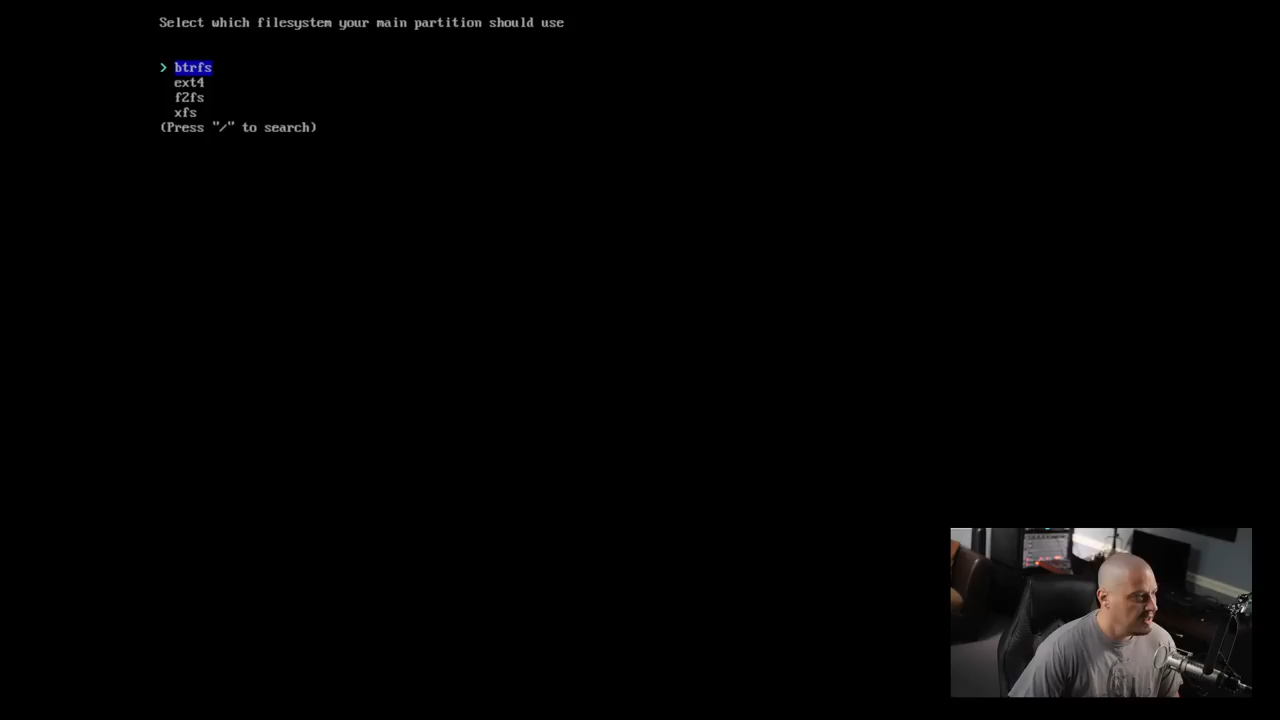 Select which filesystem your main partition should use
> btrfs
ext4
f2fs
xfs
(Press "/" to search)